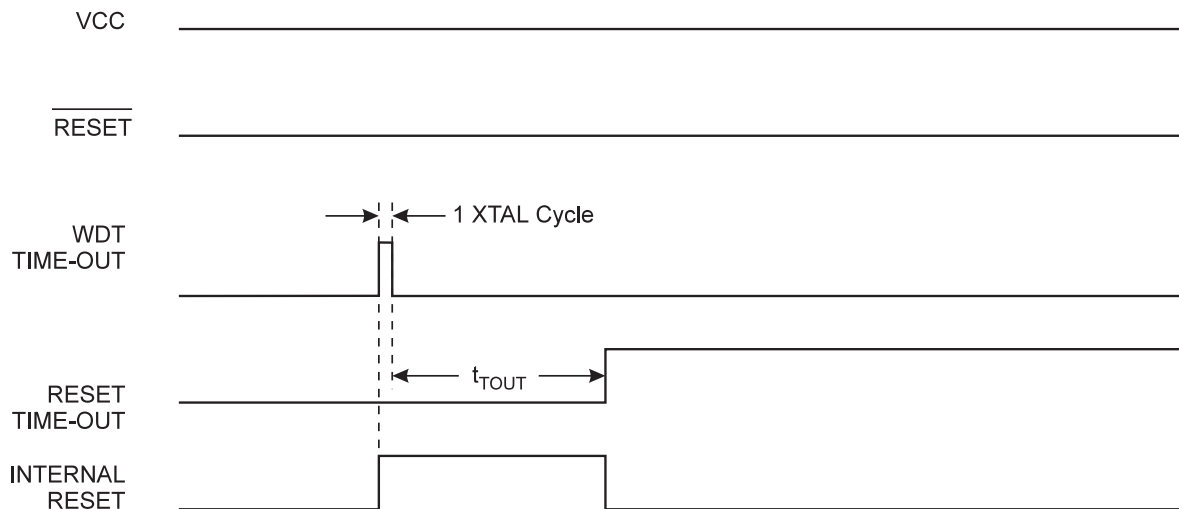 VCC
RESET
1 XTAL Cycle
WDT
TIME-OUT
tTOUT
RESET
TIME-OUT
INTERNAL
RESET